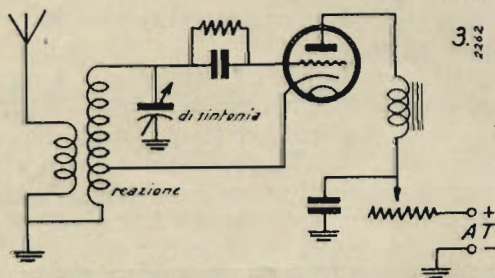 3.
2262
di sintonia
reazione
+
AT
-